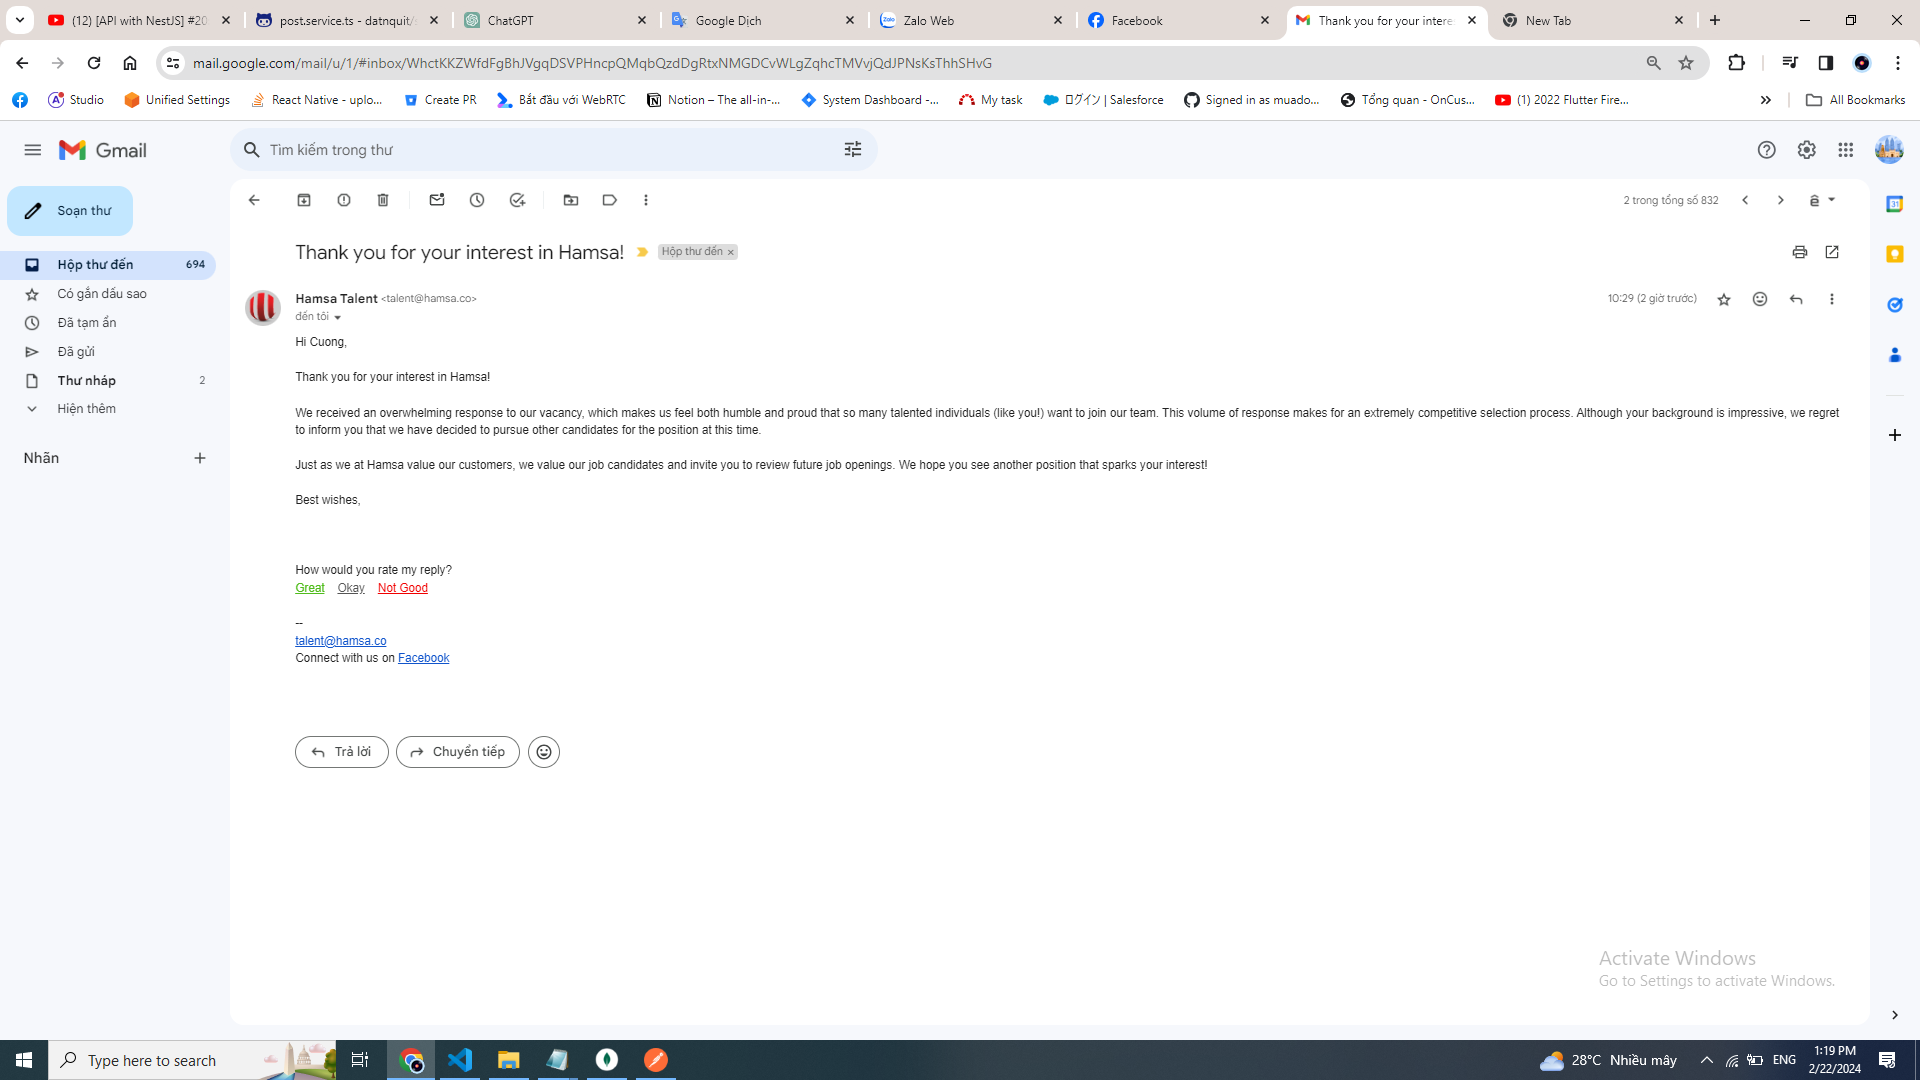 (12) [API with NestJS] #20
post.service.ts - datnquit/s
ChatGPT
Google Dịch
Zalo Web
Facebook
Thank you for your intere
New Tab
mail.google.com/mail/u/1/#inbox/WhctKKZWfdFgBhJVgqDSVPHncpQMqbQzdDgRtxNMGDCvWLgZqhcTMVvjQdJPNsKsThhSHvG
Studio
Unified Settings
React Native - uplo...
Create PR
Bắt đầu với WebRTC
Notion – The all-in-...
System Dashboard -...
My task
ログイン | Salesforce
Signed in as muado...
Tổng quan - OnCus...
(1) 2022 Flutter Fire...
All Bookmarks
Gmail
Tìm kiếm trong thư
Soạn thư
2 trong tổng số 832
Hộp thư đến 694
Có gắn dấu sao
Đã tạm ẩn
Đã gửi
Thư nháp 2
Hiện thêm
Nhãn
Thank you for your interest in Hamsa!
Hộp thư đến ×
Hamsa Talent <talent@hamsa.co>
10:29 (2 giờ trước)
đến tôi
Hi Cuong,
Thank you for your interest in Hamsa!
We received an overwhelming response to our vacancy, which makes us feel both humble and proud that so many talented individuals (like you!) want to join our team. This volume of response makes for an extremely competitive selection process. Although your background is impressive, we regret
to inform you that we have decided to pursue other candidates for the position at this time.
Just as we at Hamsa value our customers, we value our job candidates and invite you to review future job openings. We hope you see another position that sparks your interest!
Best wishes,
How would you rate my reply?
Great Okay Not Good
--
talent@hamsa.co
Connect with us on Facebook
Trả lời
Chuyển tiếp
Activate Windows
Go to Settings to activate Windows.
Type here to search
28°C Nhiều mây
ENG
1:19 PM
2/22/2024